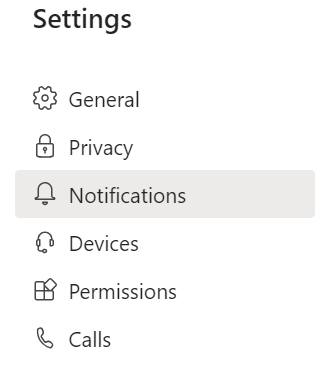 Settings
General
Privacy
Notifications
Devices
Permissions
Calls